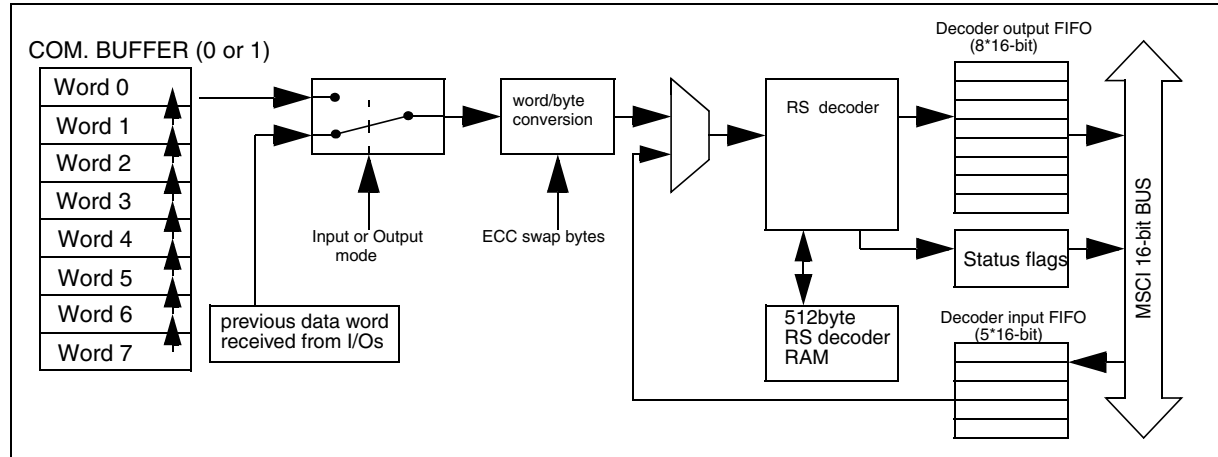 COM. BUFFER (0 or 1)
Word 0
Word 1
Word 2
Word 3
Word 4
Word 5
Word 6
Word 7
previous data word
received from I/Os
Input or Output
mode
word/byte
conversion
ECC swap bytes
RS decoder
512byte
RS decoder
RAM
Decoder output FIFO
(8*16-bit)
Status flags
Decoder input FIFO
(5*16-bit)
MSCI 16-bit BUS